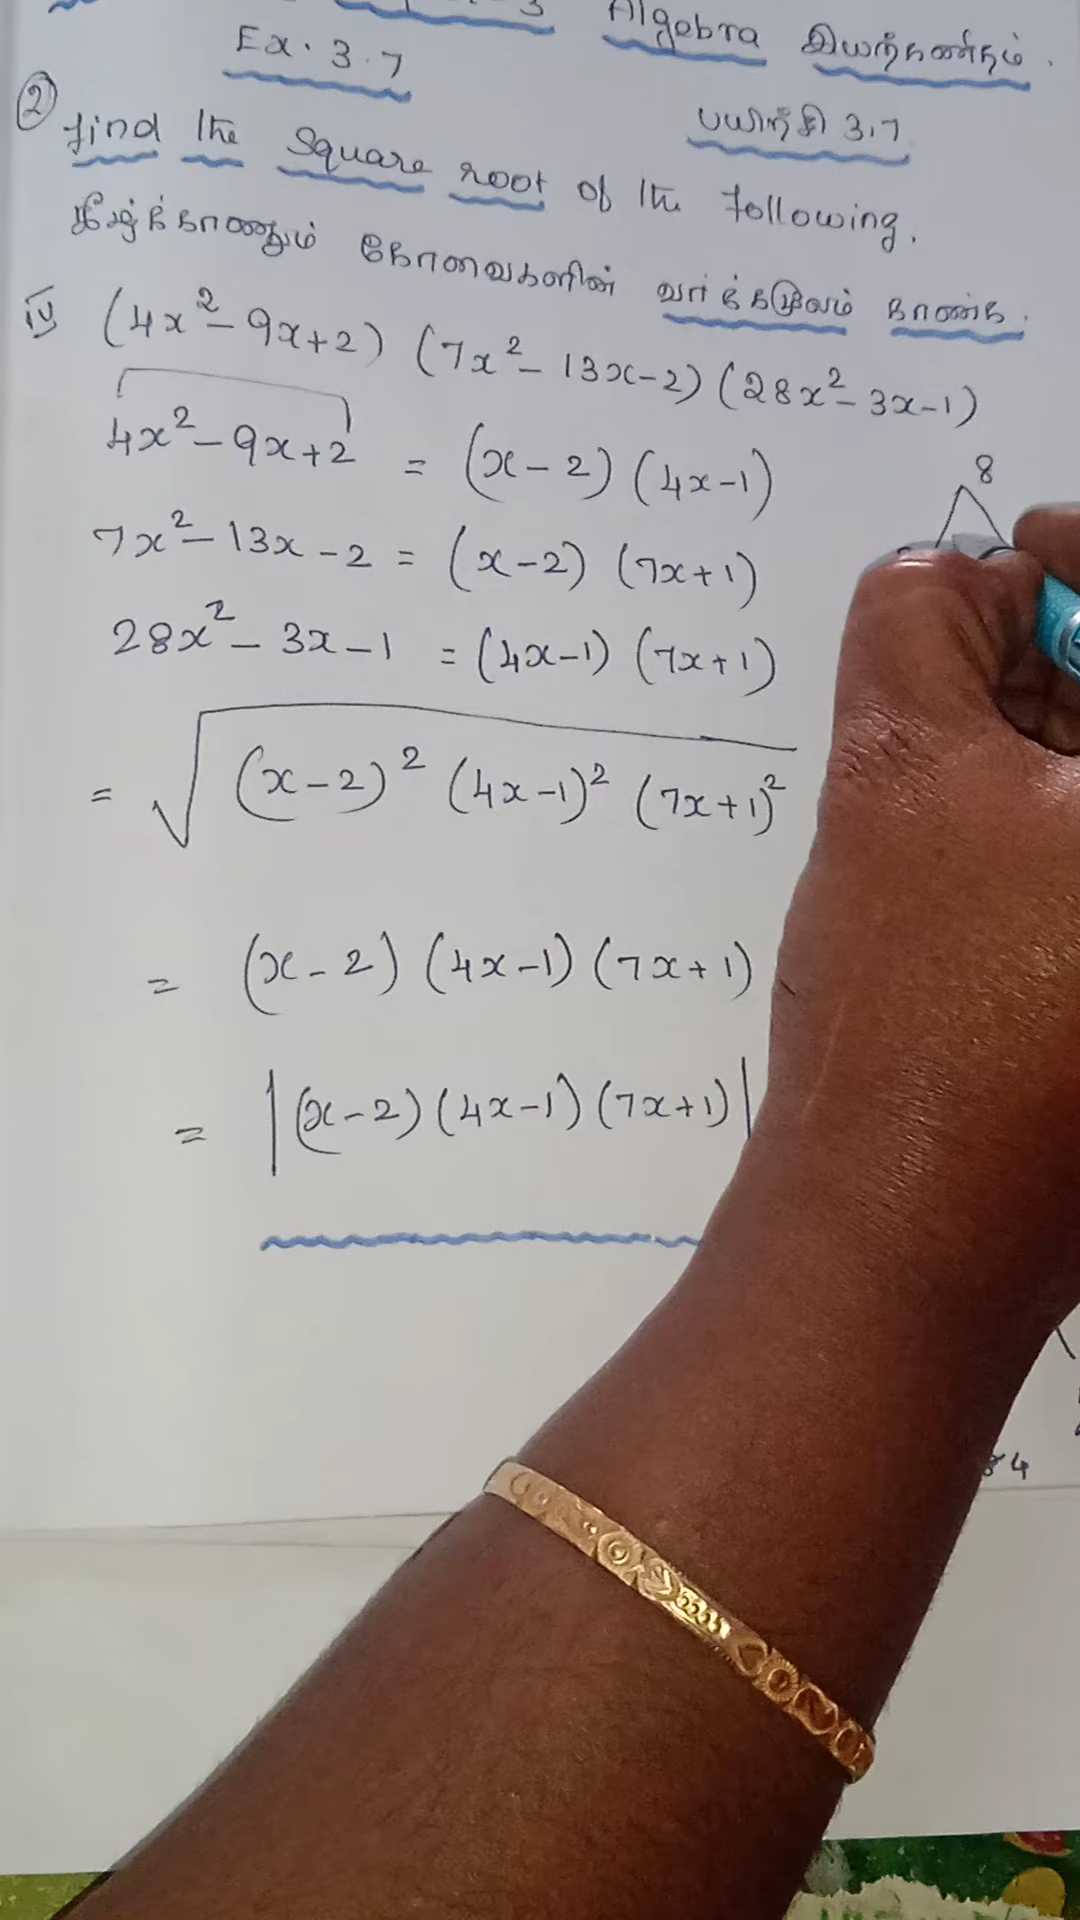 3 Algebra இயற்கணிதம்.
Ex. 3.7
பயிற்சி 3.7
② find the Square root of the following.
கீழ்க்காணும் கோவைகளின் வர்க்கமூலம் காண்க.
iv (4x² - 9x + 2) (7x² - 13x - 2) (28x² - 3x - 1)
4x² - 9x + 2 = (x - 2) (4x - 1)
8
7x² - 13x - 2 = (x - 2) (7x + 1)
28x² - 3x - 1 = (4x - 1) (7x + 1)
= √(x - 2)² (4x - 1)² (7x + 1)²
= (x - 2) (4x - 1) (7x + 1)
= |(x - 2) (4x - 1) (7x + 1)|
4